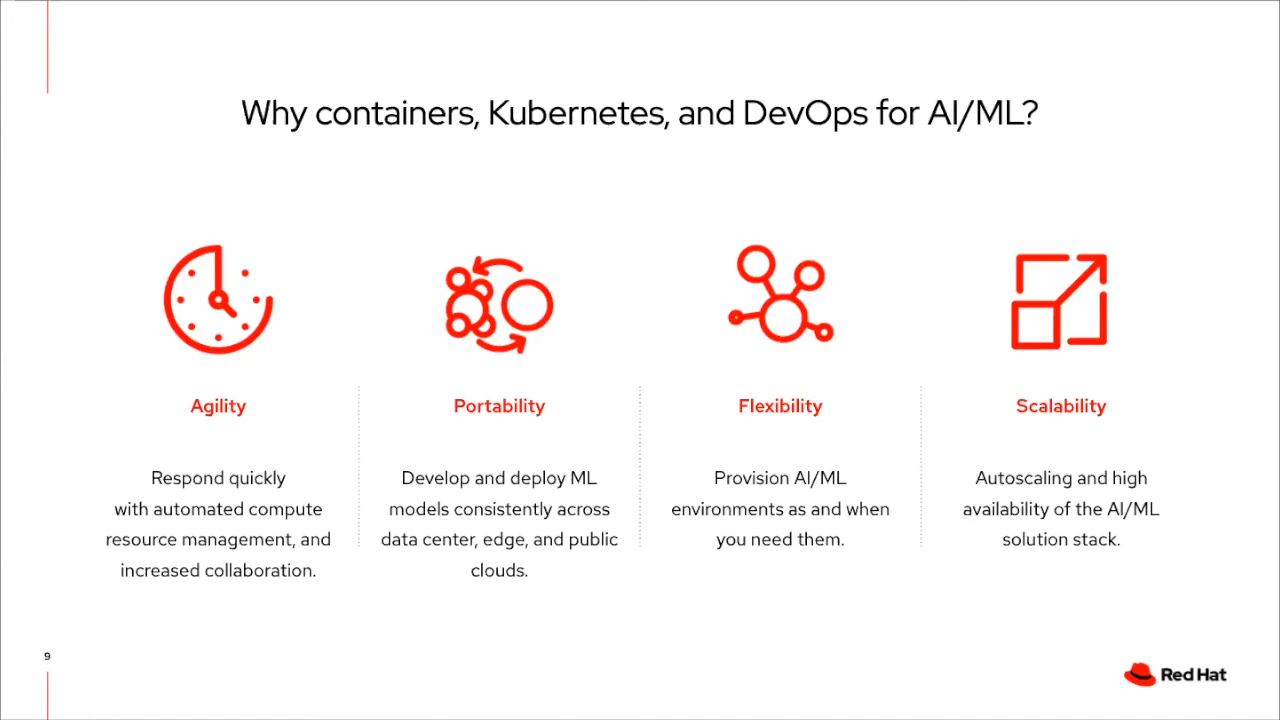 Why containers, Kubernetes, and DevOps for AI/ML?
Agility
Respond quickly
with automated compute
resource management, and
increased collaboration.
Portability
Develop and deploy ML
models consistently across
data center, edge, and public
clouds.
Flexibility
Provision AI/ML
environments as and when
you need them.
Scalability
Autoscaling and high
availability of the AI/ML
solution stack.
9
Red Hat